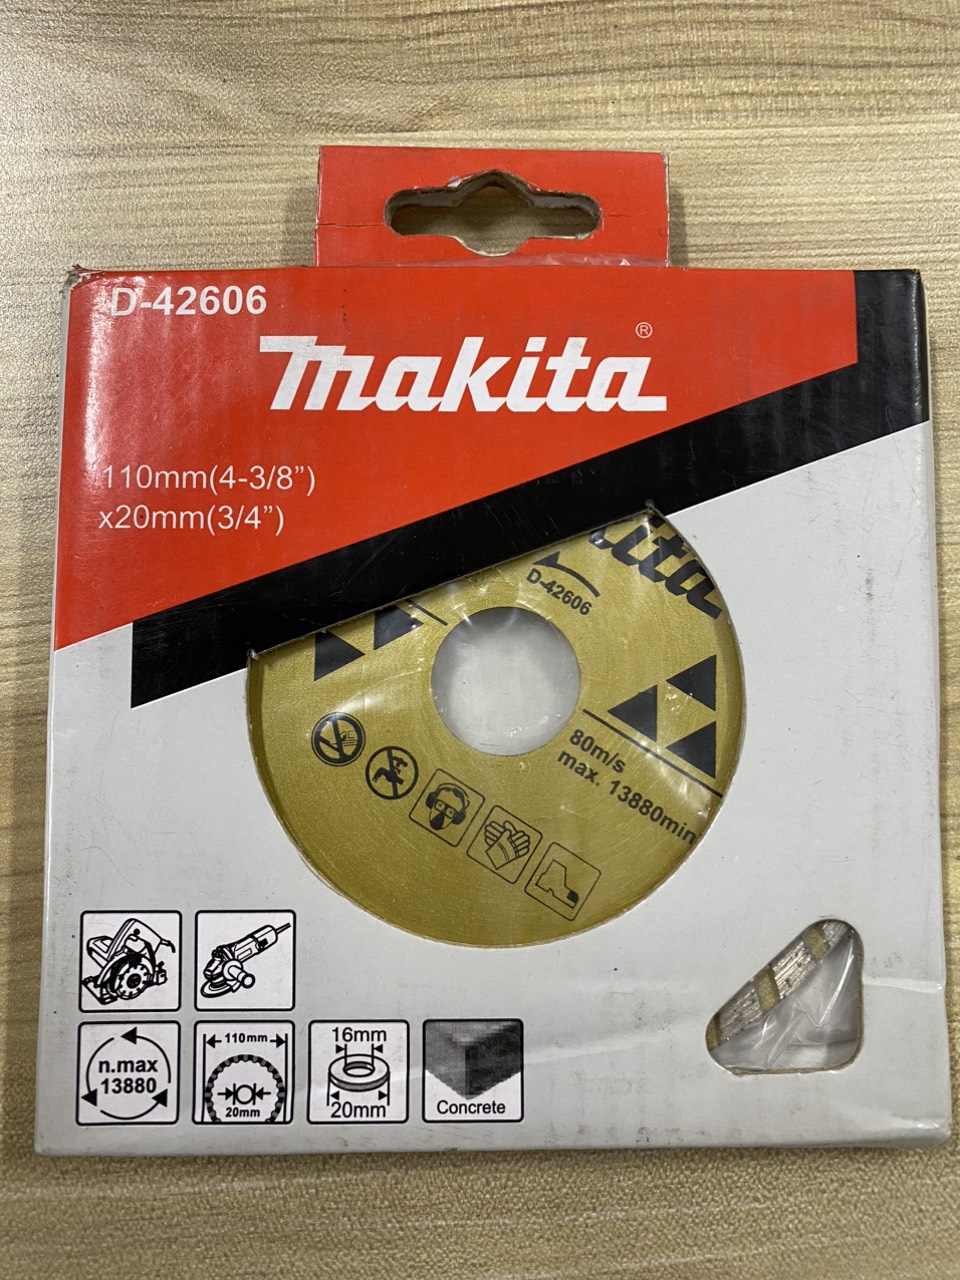 D-42606
makita®
110mm(4-3/8”)
x20mm(3/4”)
D-42606
80m/s
max. 13880min
n.max
13880
110mm
20mm
16mm
20mm
Concrete